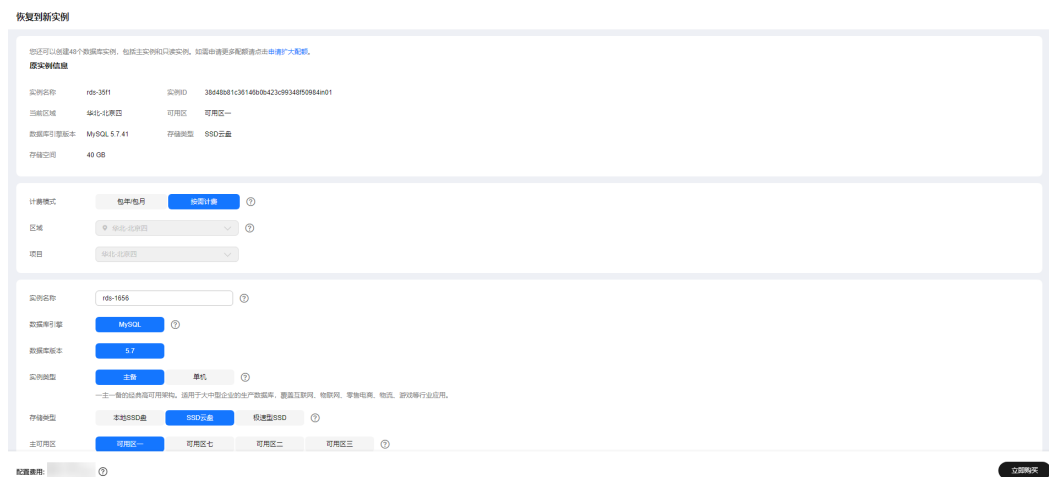 恢复到新实例
您还可以创建48个数据库实例，包括主实例和只读实例。如需申请更多配额请点击申请扩大配额。
原实例信息
实例名称 rds-35f1 实例ID 38d48b81c36146b0b423c99348f50984in01
当前区域 华北-北京四 可用区 可用区一
数据库引擎版本 MySQL 5.7.41 存储类型 SSD云盘
存储空间 40 GB
计费模式 包年/包月 按需计费
区域 华北-北京四
项目 华北-北京四
实例名称 rds-1656
数据库引擎 MySQL
数据库版本 5.7
实例类型 主备 单机
一主一备的经典高可用架构。适用于大中型企业的生产数据库，覆盖互联网、物联网、零售电商、物流、游戏等行业应用。
存储类型 本地SSD盘 SSD云盘 极速型SSD
主可用区 可用区一 可用区七 可用区二 可用区三
配置费用: 立即购买